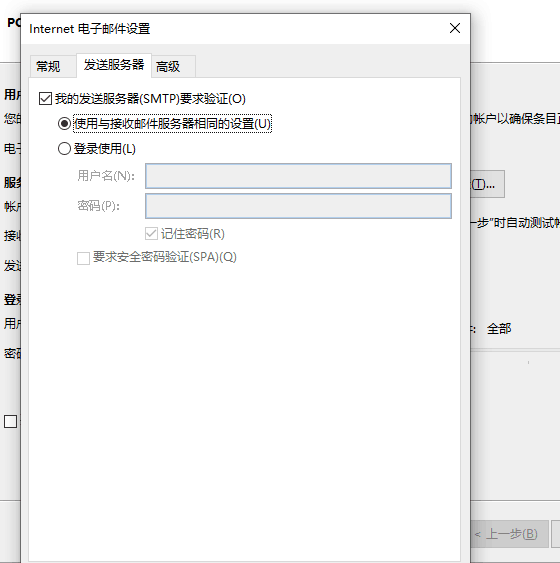 PO
Internet 电子邮件设置
常规
发送服务器
高级
我的发送服务器(SMTP)要求验证(O)
使用与接收邮件服务器相同的设置(U)
登录使用(L)
用户名(N):
密码(P):
记住密码(R)
要求安全密码验证(SPA)(Q)
用户
您的
帐户以确保条目正
电子
服务
(T)...
帐户
一步”时自动测试帐
接收
发送
登录
用户
全部
密码
< 上一步(B)